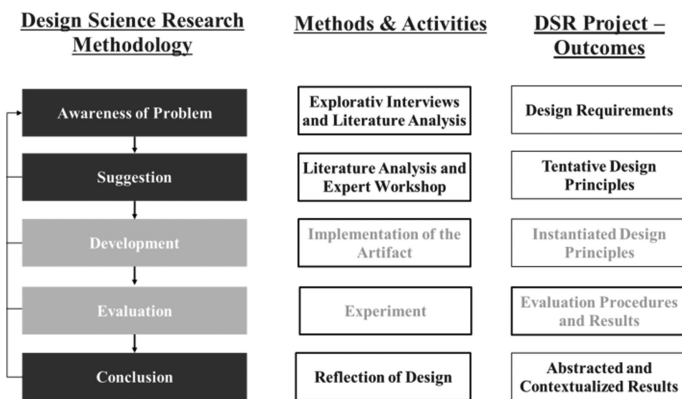 Design Science Research
Methodology
Methods & Activities
DSR Project –
Outcomes
Awareness of Problem
Explorativ Interviews
and Literature Analysis
Design Requirements
Suggestion
Literature Analysis and
Expert Workshop
Tentative Design
Principles
Development
Implementation of the
Artifact
Instantiated Design
Principles
Evaluation
Experiment
Evaluation Procedures
and Results
Conclusion
Reflection of Design
Abstracted and
Contextualized Results